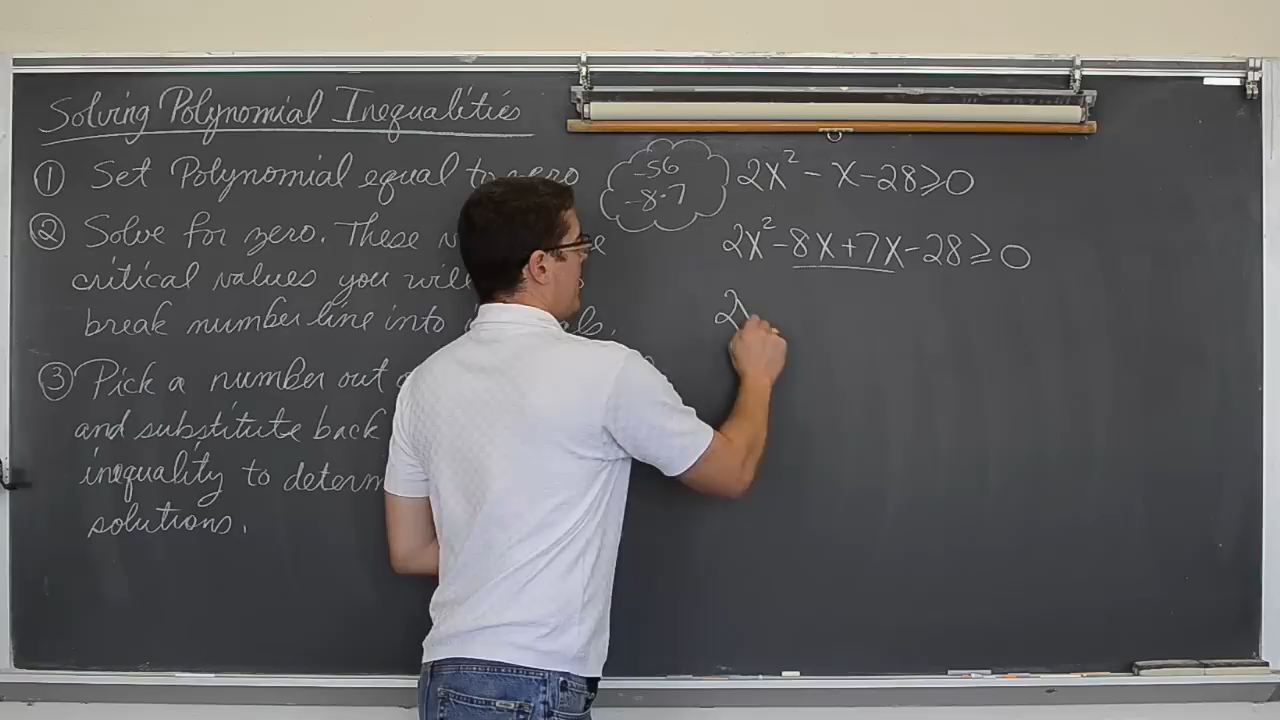 Solving Polynomial Inequalities
① Set Polynomial equal to zero
② Solve for zero. These
critical values you will
break number line into
③ Pick a number out
and substitute back
inequality to determ
solutions.
-56
-8·7
2x² - x - 28 ≥ 0
2x² - 8x + 7x - 28 ≥ 0
2